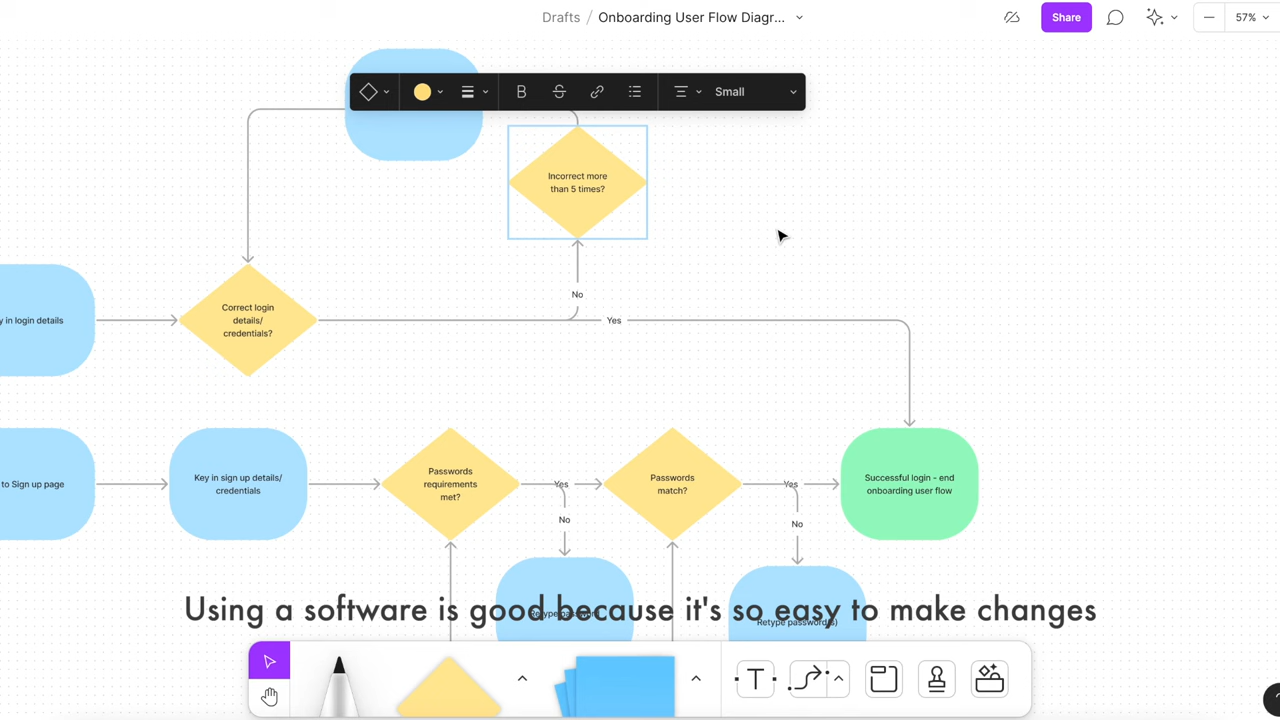 Drafts / Onboarding User Flow Diagr...
Share
57%
Small
Incorrect more
than 5 times?
No
y in login details
Correct login
details/
credentials?
Yes
to Sign up page
Key in sign up details/
credentials
Passwords
requirements
met?
Yes
Passwords
match?
Yes
Successful login - end
onboarding user flow
No
No
Retype password
Retype password(s)
Using a software is good because it's so easy to make changes